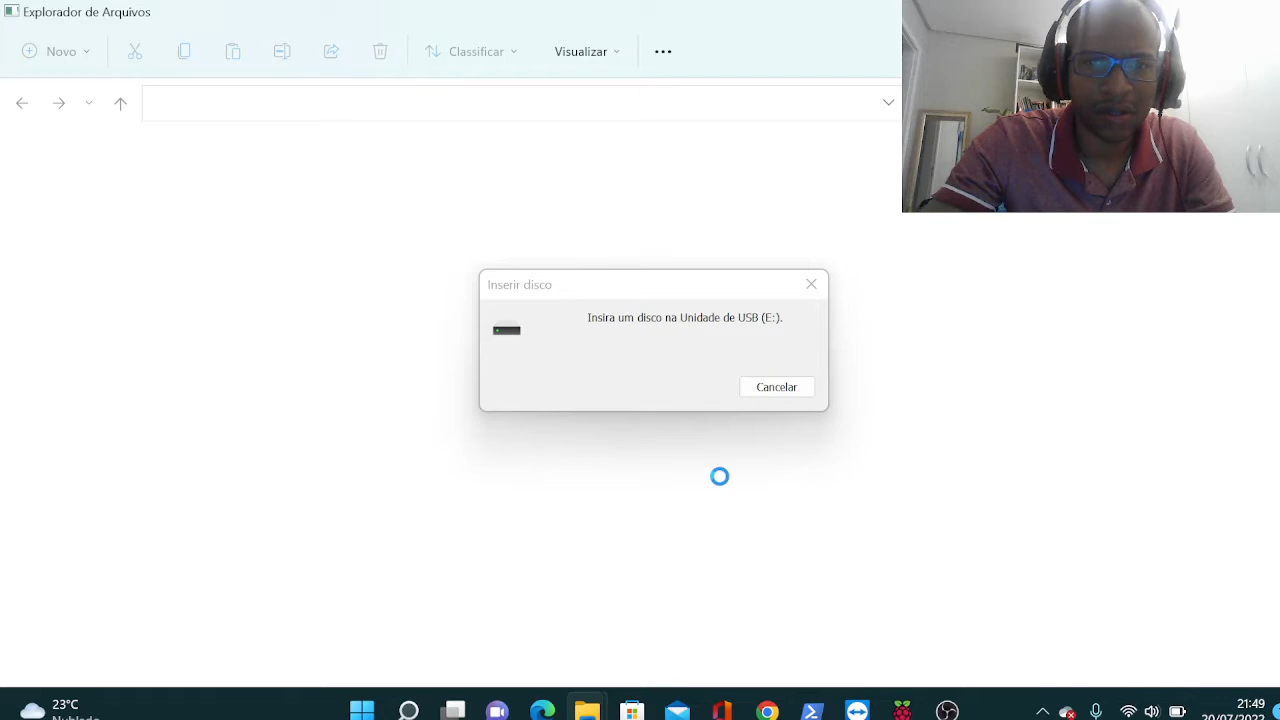 Explorador de Arquivos
Novo
Classificar
Visualizar
Inserir disco
Insira um disco na Unidade de USB (E:).
Cancelar
23°C
Nublado
21:49